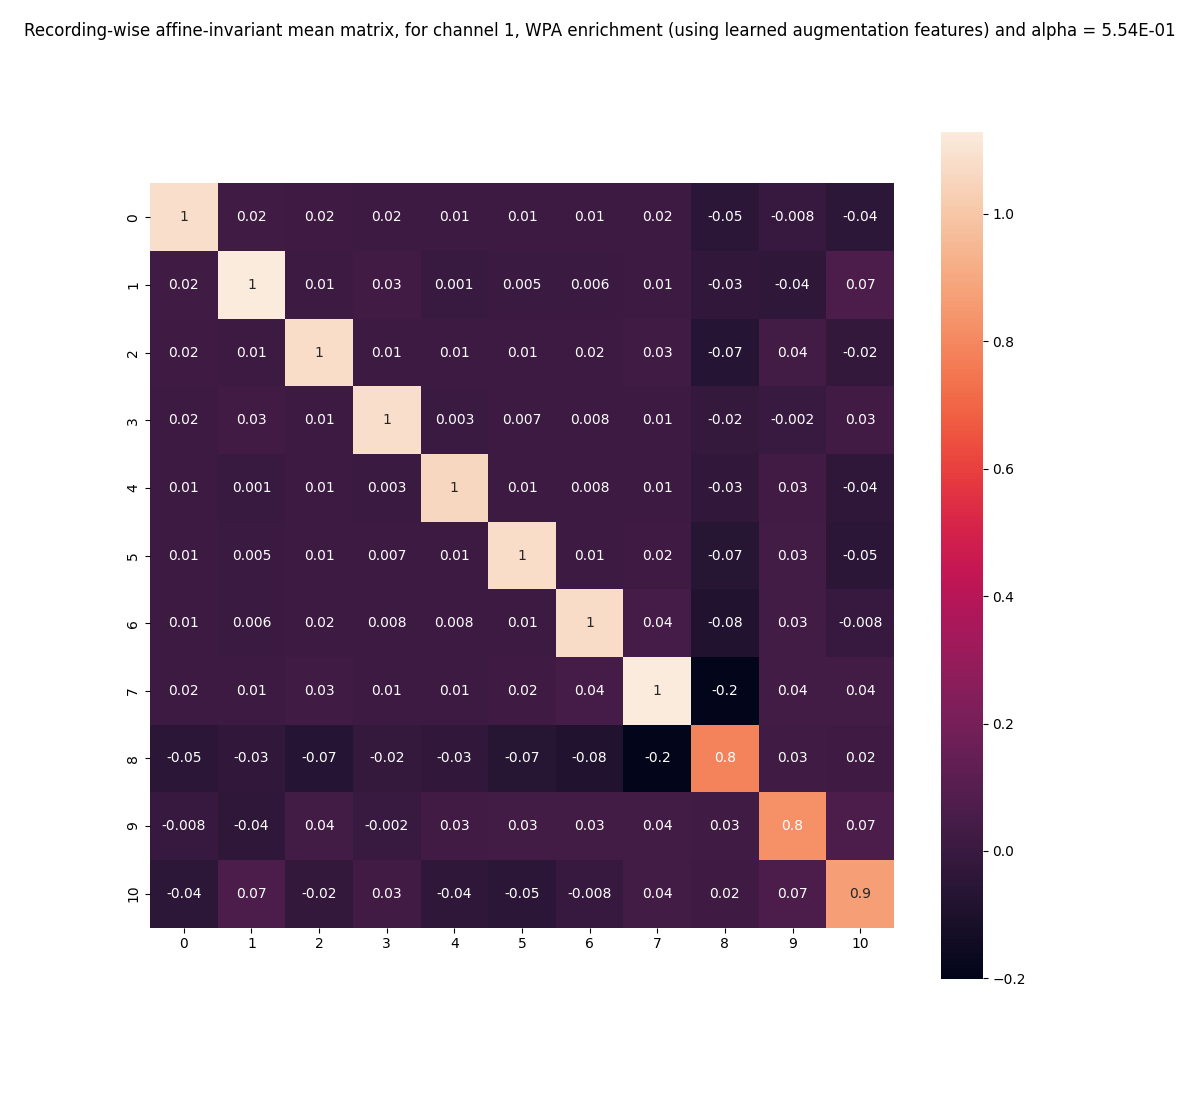 Recording-wise affine-invariant mean matrix, for channel 1, WPA enrichment (using learned augmentation features) and alpha = 5.54E-01
0 1 0.02 0.02 0.02 0.01 0.01 0.01 0.02 -0.05 -0.008 -0.04
1 0.02 1 0.01 0.03 0.001 0.005 0.006 0.01 -0.03 -0.04 0.07
2 0.02 0.01 1 0.01 0.01 0.01 0.02 0.03 -0.07 0.04 -0.02
3 0.02 0.03 0.01 1 0.003 0.007 0.008 0.01 -0.02 -0.002 0.03
4 0.01 0.001 0.01 0.003 1 0.01 0.008 0.01 -0.03 0.03 -0.04
5 0.01 0.005 0.01 0.007 0.01 1 0.01 0.02 -0.07 0.03 -0.05
6 0.01 0.006 0.02 0.008 0.008 0.01 1 0.04 -0.08 0.03 -0.008
7 0.02 0.01 0.03 0.01 0.01 0.02 0.04 1 -0.2 0.04 0.04
8 -0.05 -0.03 -0.07 -0.02 -0.03 -0.07 -0.08 -0.2 0.8 0.03 0.02
9 -0.008 -0.04 0.04 -0.002 0.03 0.03 0.03 0.04 0.03 0.8 0.07
10 -0.04 0.07 -0.02 0.03 -0.04 -0.05 -0.008 0.04 0.02 0.07 0.9
0 1 2 3 4 5 6 7 8 9 10
1.0
0.8
0.6
0.4
0.2
0.0
−0.2